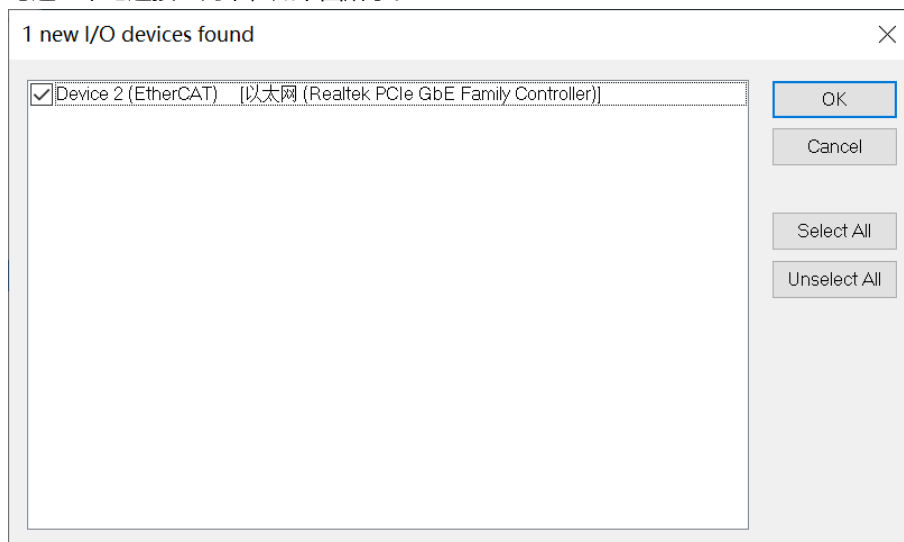 1 new I/O devices found
Device 2 (EtherCAT) [以太网 (Realtek PCIe GbE Family Controller)]
OK
Cancel
Select All
Unselect All